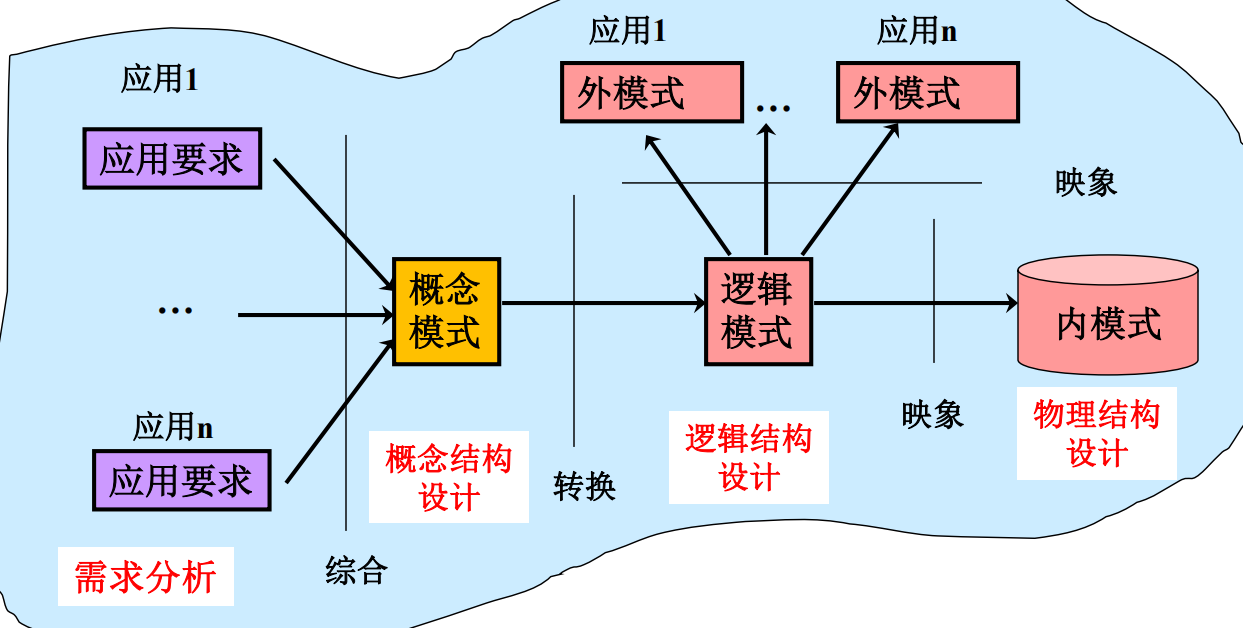 应用1
应用n
外模式
...
外模式
应用1
应用要求
映象
概念
模式
逻辑
模式
内模式
...
应用n
应用要求
概念结构
设计
转换
逻辑结构
设计
映象
物理结构
设计
需求分析
综合